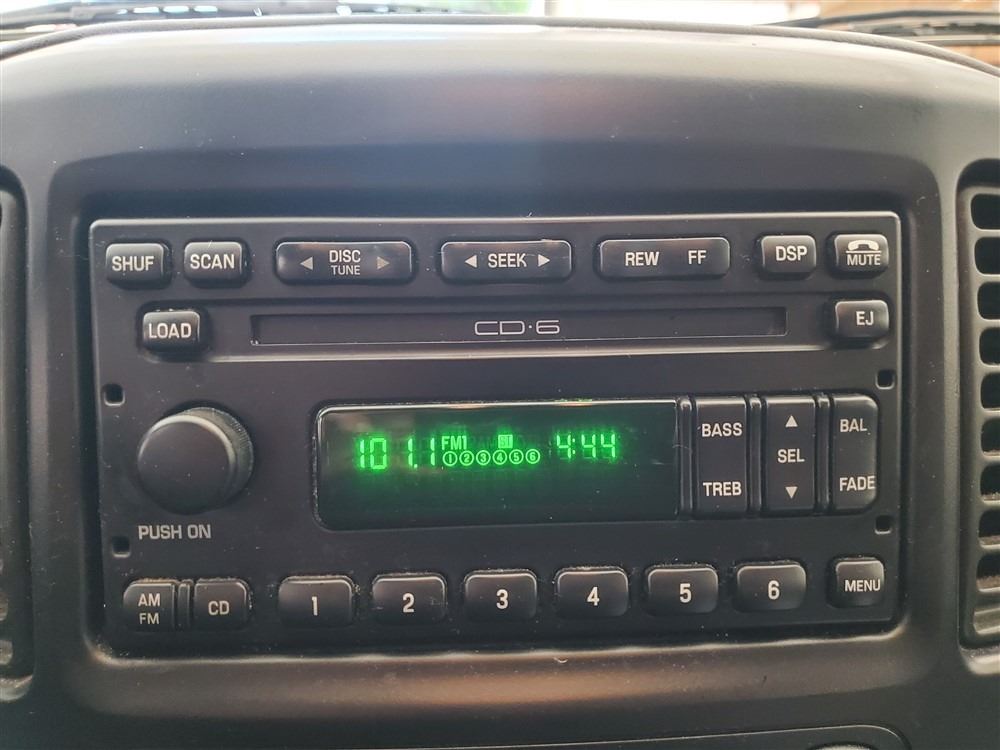 SHUF SCAN ◀ DISC TUNE ▶ ◀ SEEK ▶ REW FF DSP MUTE
LOAD CD·6 EJ
101.1 FM1 ST 4:44
①②③④⑤⑥
BASS ▲ BAL
SEL
TREB ▼ FADE
PUSH ON
AM FM CD 1 2 3 4 5 6 MENU